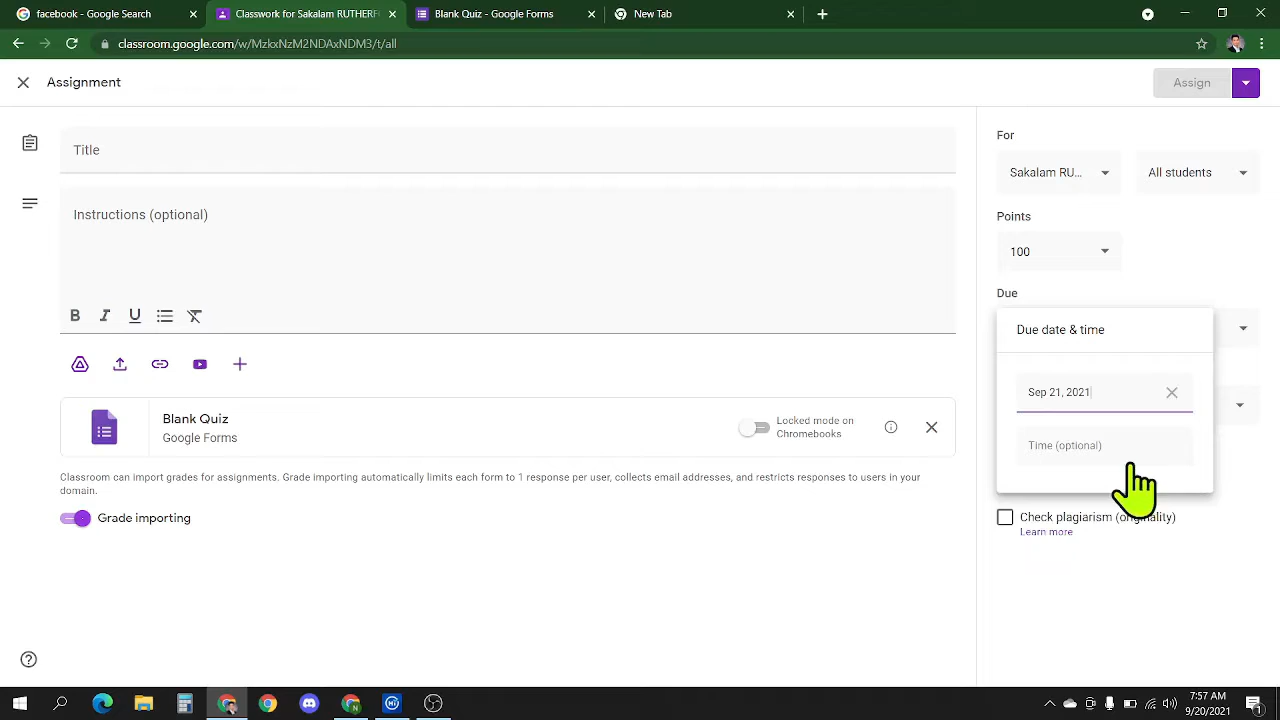 facebook - Google Search
Classwork for Sakalam RUTHERF
Blank Quiz - Google Forms
New Tab
classroom.google.com/w/MzkxNzM2NDAxNDM3/t/all
Assignment
Assign
Title
Instructions (optional)
For
Sakalam RU...
All students
Points
100
Due
Due date & time
Sep 21, 2021
Time (optional)
Blank Quiz
Google Forms
Locked mode on
Chromebooks
Classroom can import grades for assignments. Grade importing automatically limits each form to 1 response per user, collects email addresses, and restricts responses to users in your
domain.
Grade importing
Check plagiarism (originality)
Learn more
7:57 AM
9/20/2021